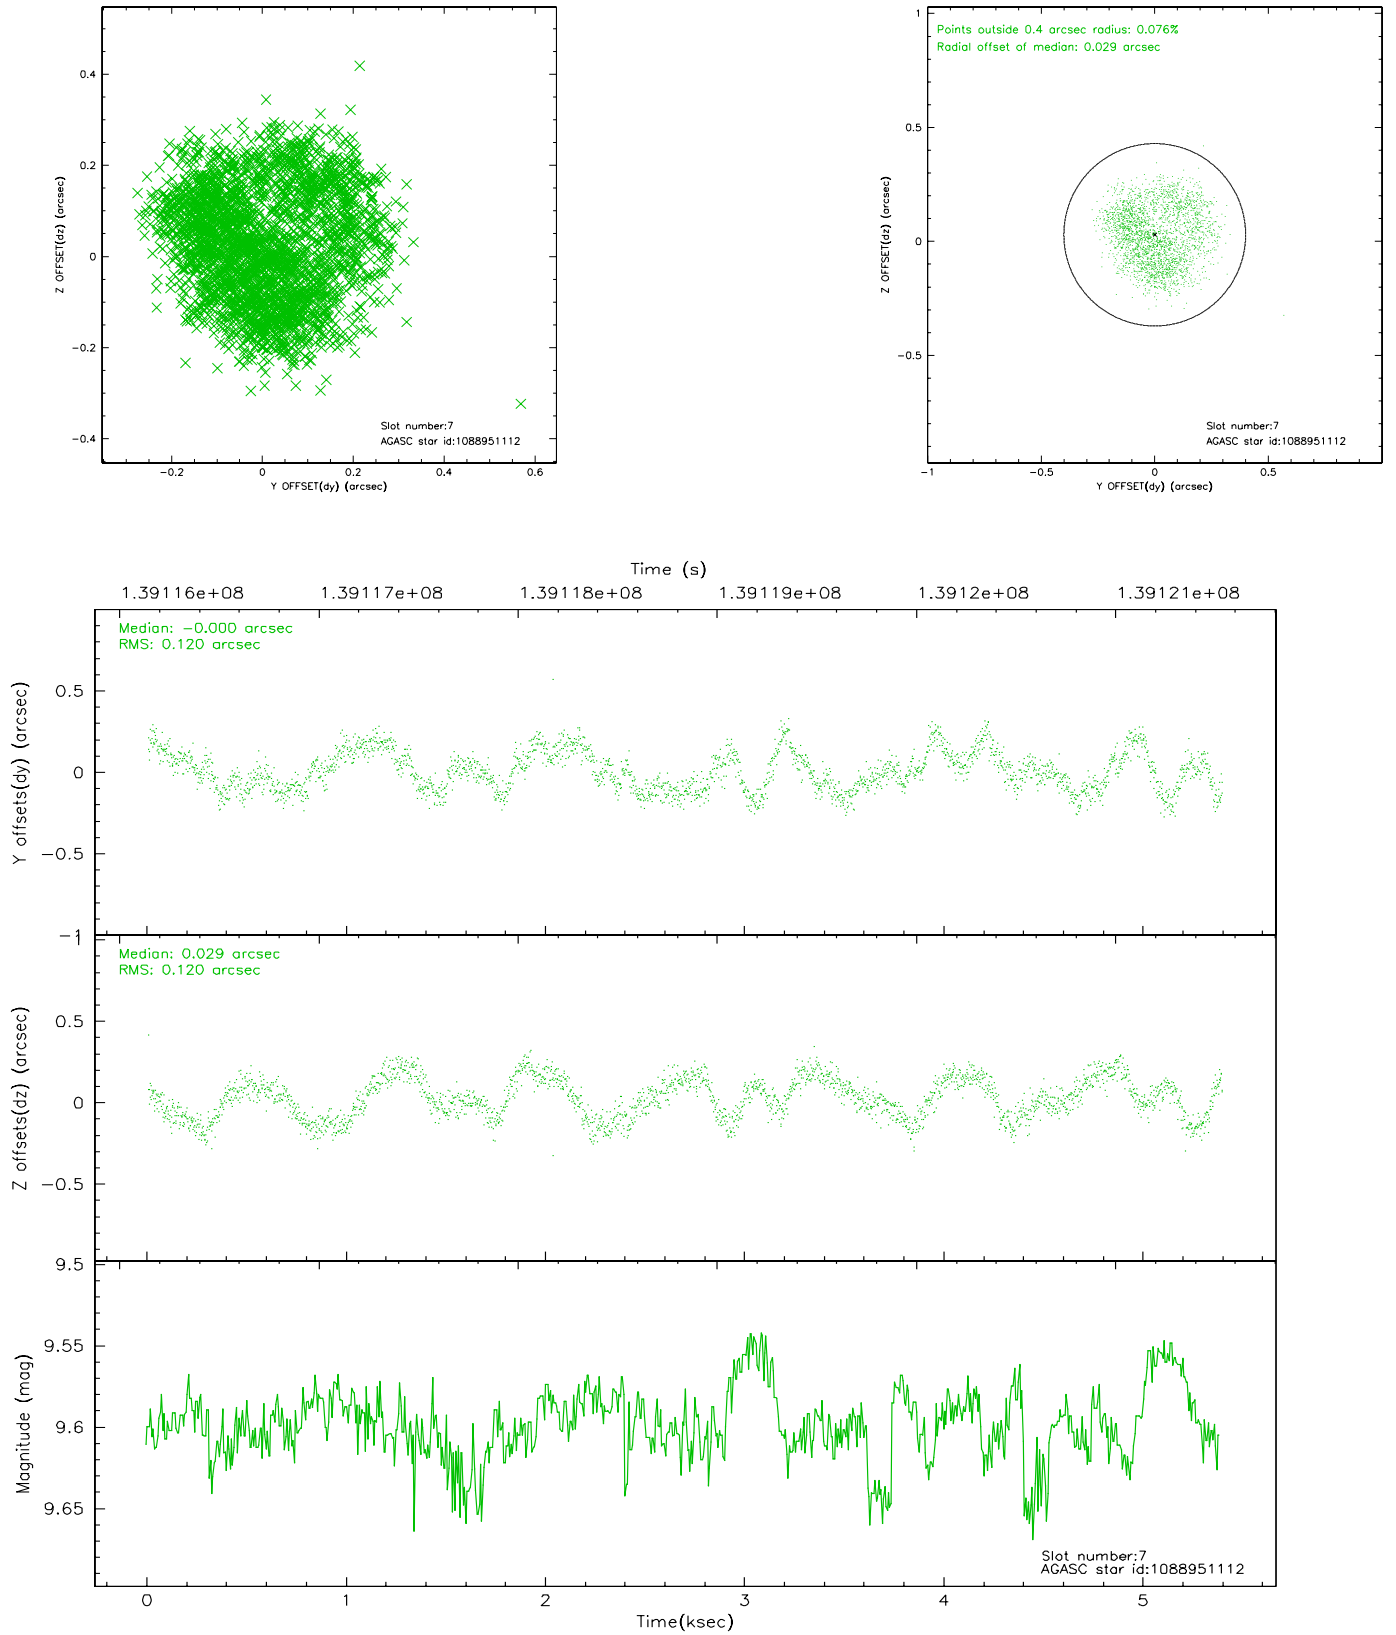 0.4
0.2
0
−0.2
−0.4
Z OFFSET(dz) (arcsec)
Slot number:7
AGASC star id:1088951112
−0.2 0 0.2 0.4 0.6
Y OFFSET(dy) (arcsec)
Points outside 0.4 arcsec radius: 0.076%
Radial offset of median: 0.029 arcsec
1
0.5
0
−0.5
Z OFFSET(dz) (arcsec)
Slot number:7
AGASC star id:1088951112
−1 −0.5 0 0.5
Y OFFSET(dy) (arcsec)
Time (s)
1.39116e+08 1.39117e+08 1.39118e+08 1.39119e+08 1.3912e+08 1.39121e+08
Median: −0.000 arcsec
RMS: 0.120 arcsec
0.5
0
−0.5
−1
Y offsets(dy) (arcsec)
Median: 0.029 arcsec
RMS: 0.120 arcsec
1
0.5
0
−0.5
Z offsets(dz) (arcsec)
9.5
9.55
9.6
9.65
Magnitude (mag)
Slot number:7
AGASC star id:1088951112
0 1 2 3 4 5
Time(ksec)